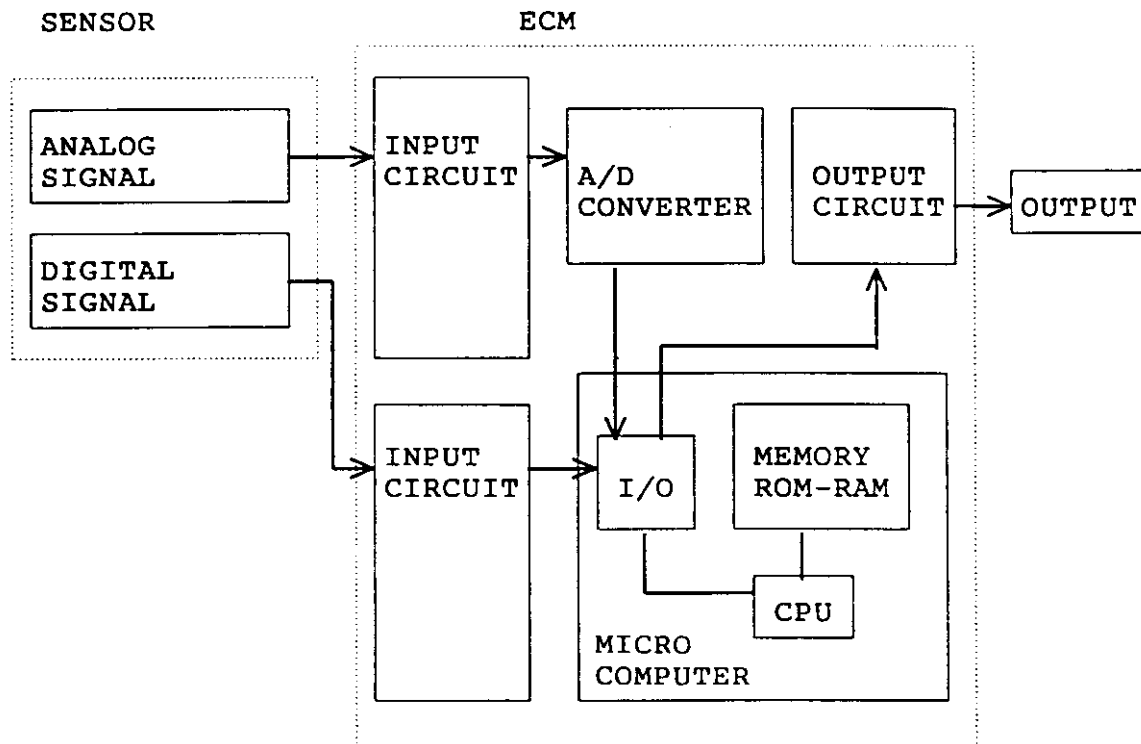 SENSOR
ECM
ANALOG
SIGNAL
DIGITAL
SIGNAL
INPUT
CIRCUIT
A/D
CONVERTER
OUTPUT
CIRCUIT
OUTPUT
INPUT
CIRCUIT
I/O
MEMORY
ROM-RAM
CPU
MICRO
COMPUTER